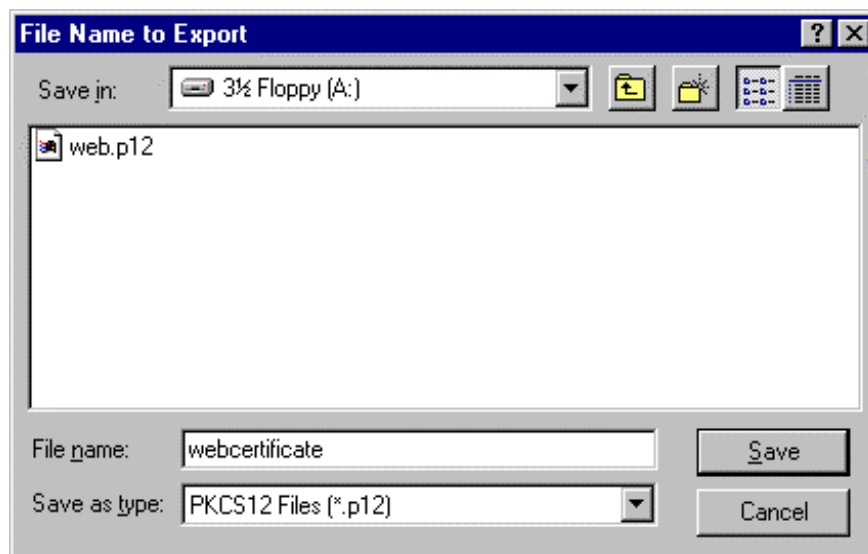 File Name to Export
Save in: 3½ Floppy (A:)
web.p12
File name: webcertificate
Save
Save as type: PKCS12 Files (*.p12)
Cancel